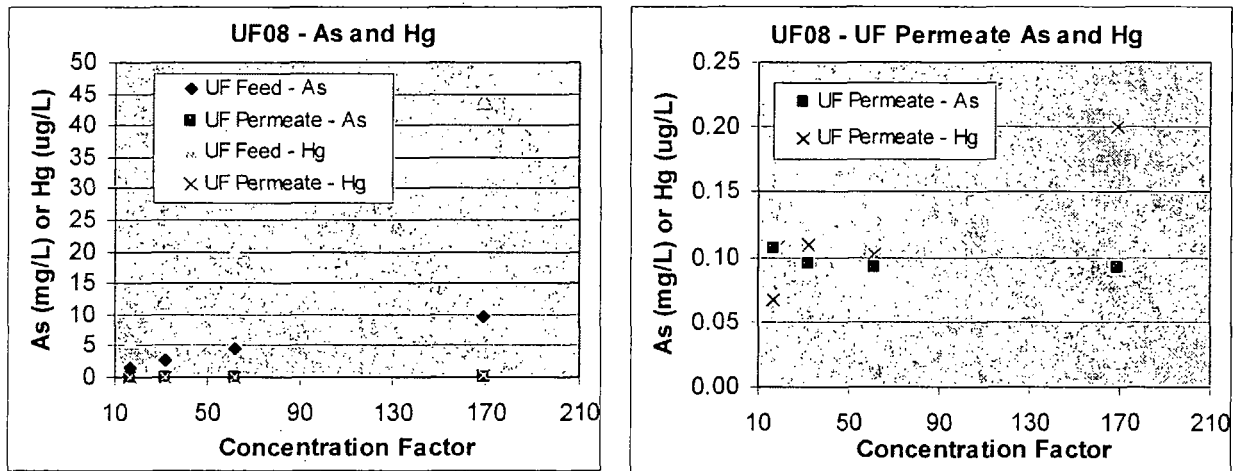 UF08 - As and Hg
As (mg/L) or Hg (ug/L)
50
45
40
35
30
25
20
15
10
5
0
UF Feed - As
UF Permeate - As
UF Feed - Hg
UF Permeate - Hg
10 50 90 130 170 210
Concentration Factor
UF08 - UF Permeate As and Hg
As (mg/L) or Hg (ug/L)
0.25
0.20
0.15
0.10
0.05
0.00
UF Permeate - As
UF Permeate - Hg
10 50 90 130 170 210
Concentration Factor